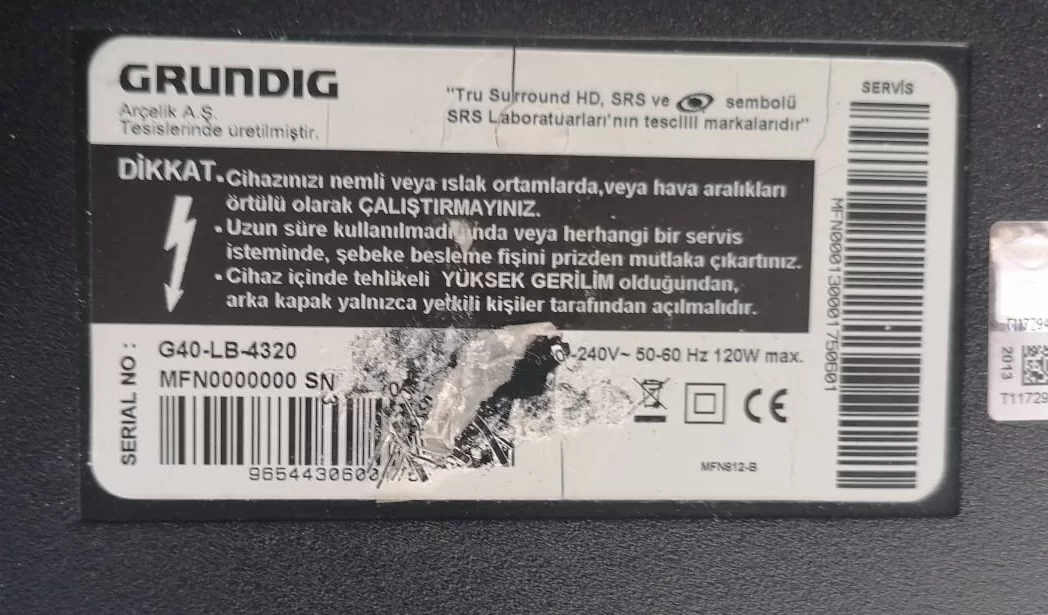 GRUNDIG
Arçelik A.Ş.
Tesislerinde üretilmiştir.
"Tru Surround HD, SRS ve sembolü
SRS Laboratuarları'nın tescilli markalarıdır"
SERVİS
DİKKAT
• Cihazınızı nemli veya ıslak ortamlarda,veya hava aralıkları
örtülü olarak ÇALIŞTIRMAYINIZ.
• Uzun süre veya herhangi bir servis
isteminde, şebeke besleme fişini prizden mutlaka çıkartınız.
• Cihaz içinde tehlikeli YÜKSEK GERİLİM olduğundan,
arka kapak yalnızca yetkili kişiler tarafından açılmalıdır.
SERIAL NO :
G40-LB-4320
-240V~ 50-60 Hz 120W max.
MFN0000000 SN
CE
MFN812-B
MFN000130001750601
2013